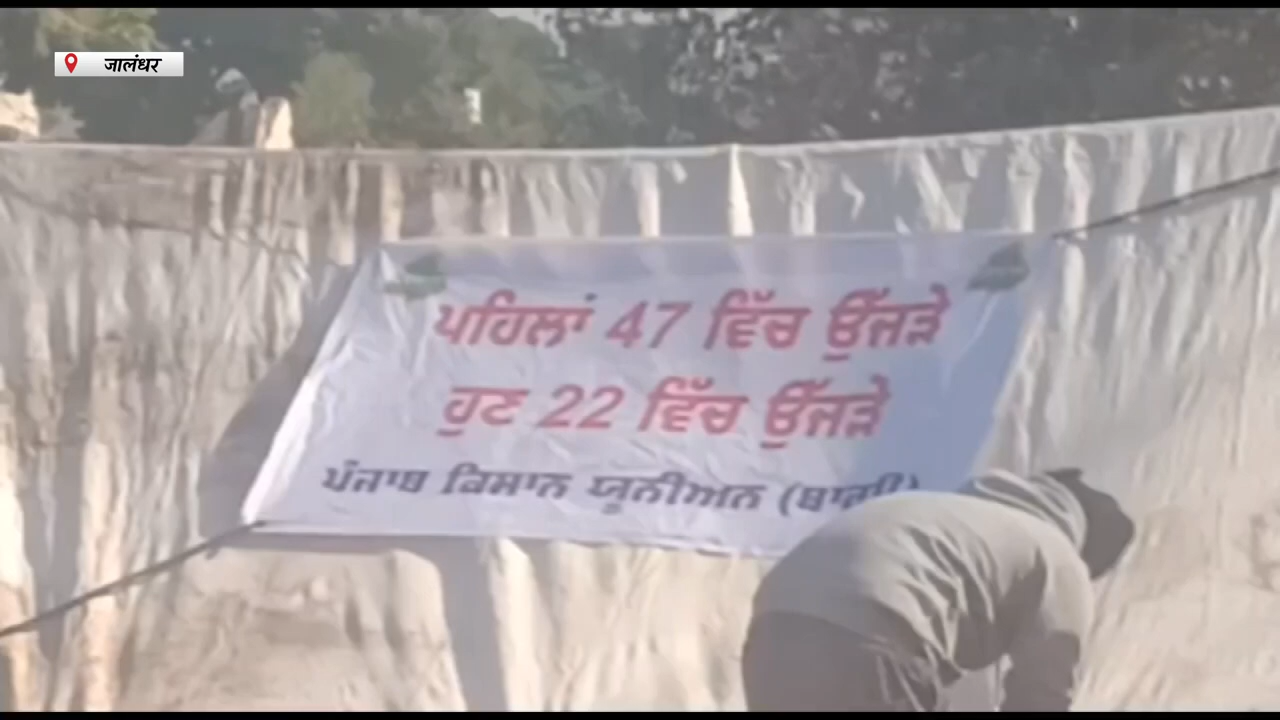 जालंधर
ਪਹਿਲਾਂ 47 ਵਿੱਚ ਉੱਜੜੇ
ਹੁਣ 22 ਵਿੱਚ ਉੱਜੜੇ
ਪੰਜਾਬ ਕਿਸਾਨ ਯੂਨੀਅਨ (ਬਾਗੀ)